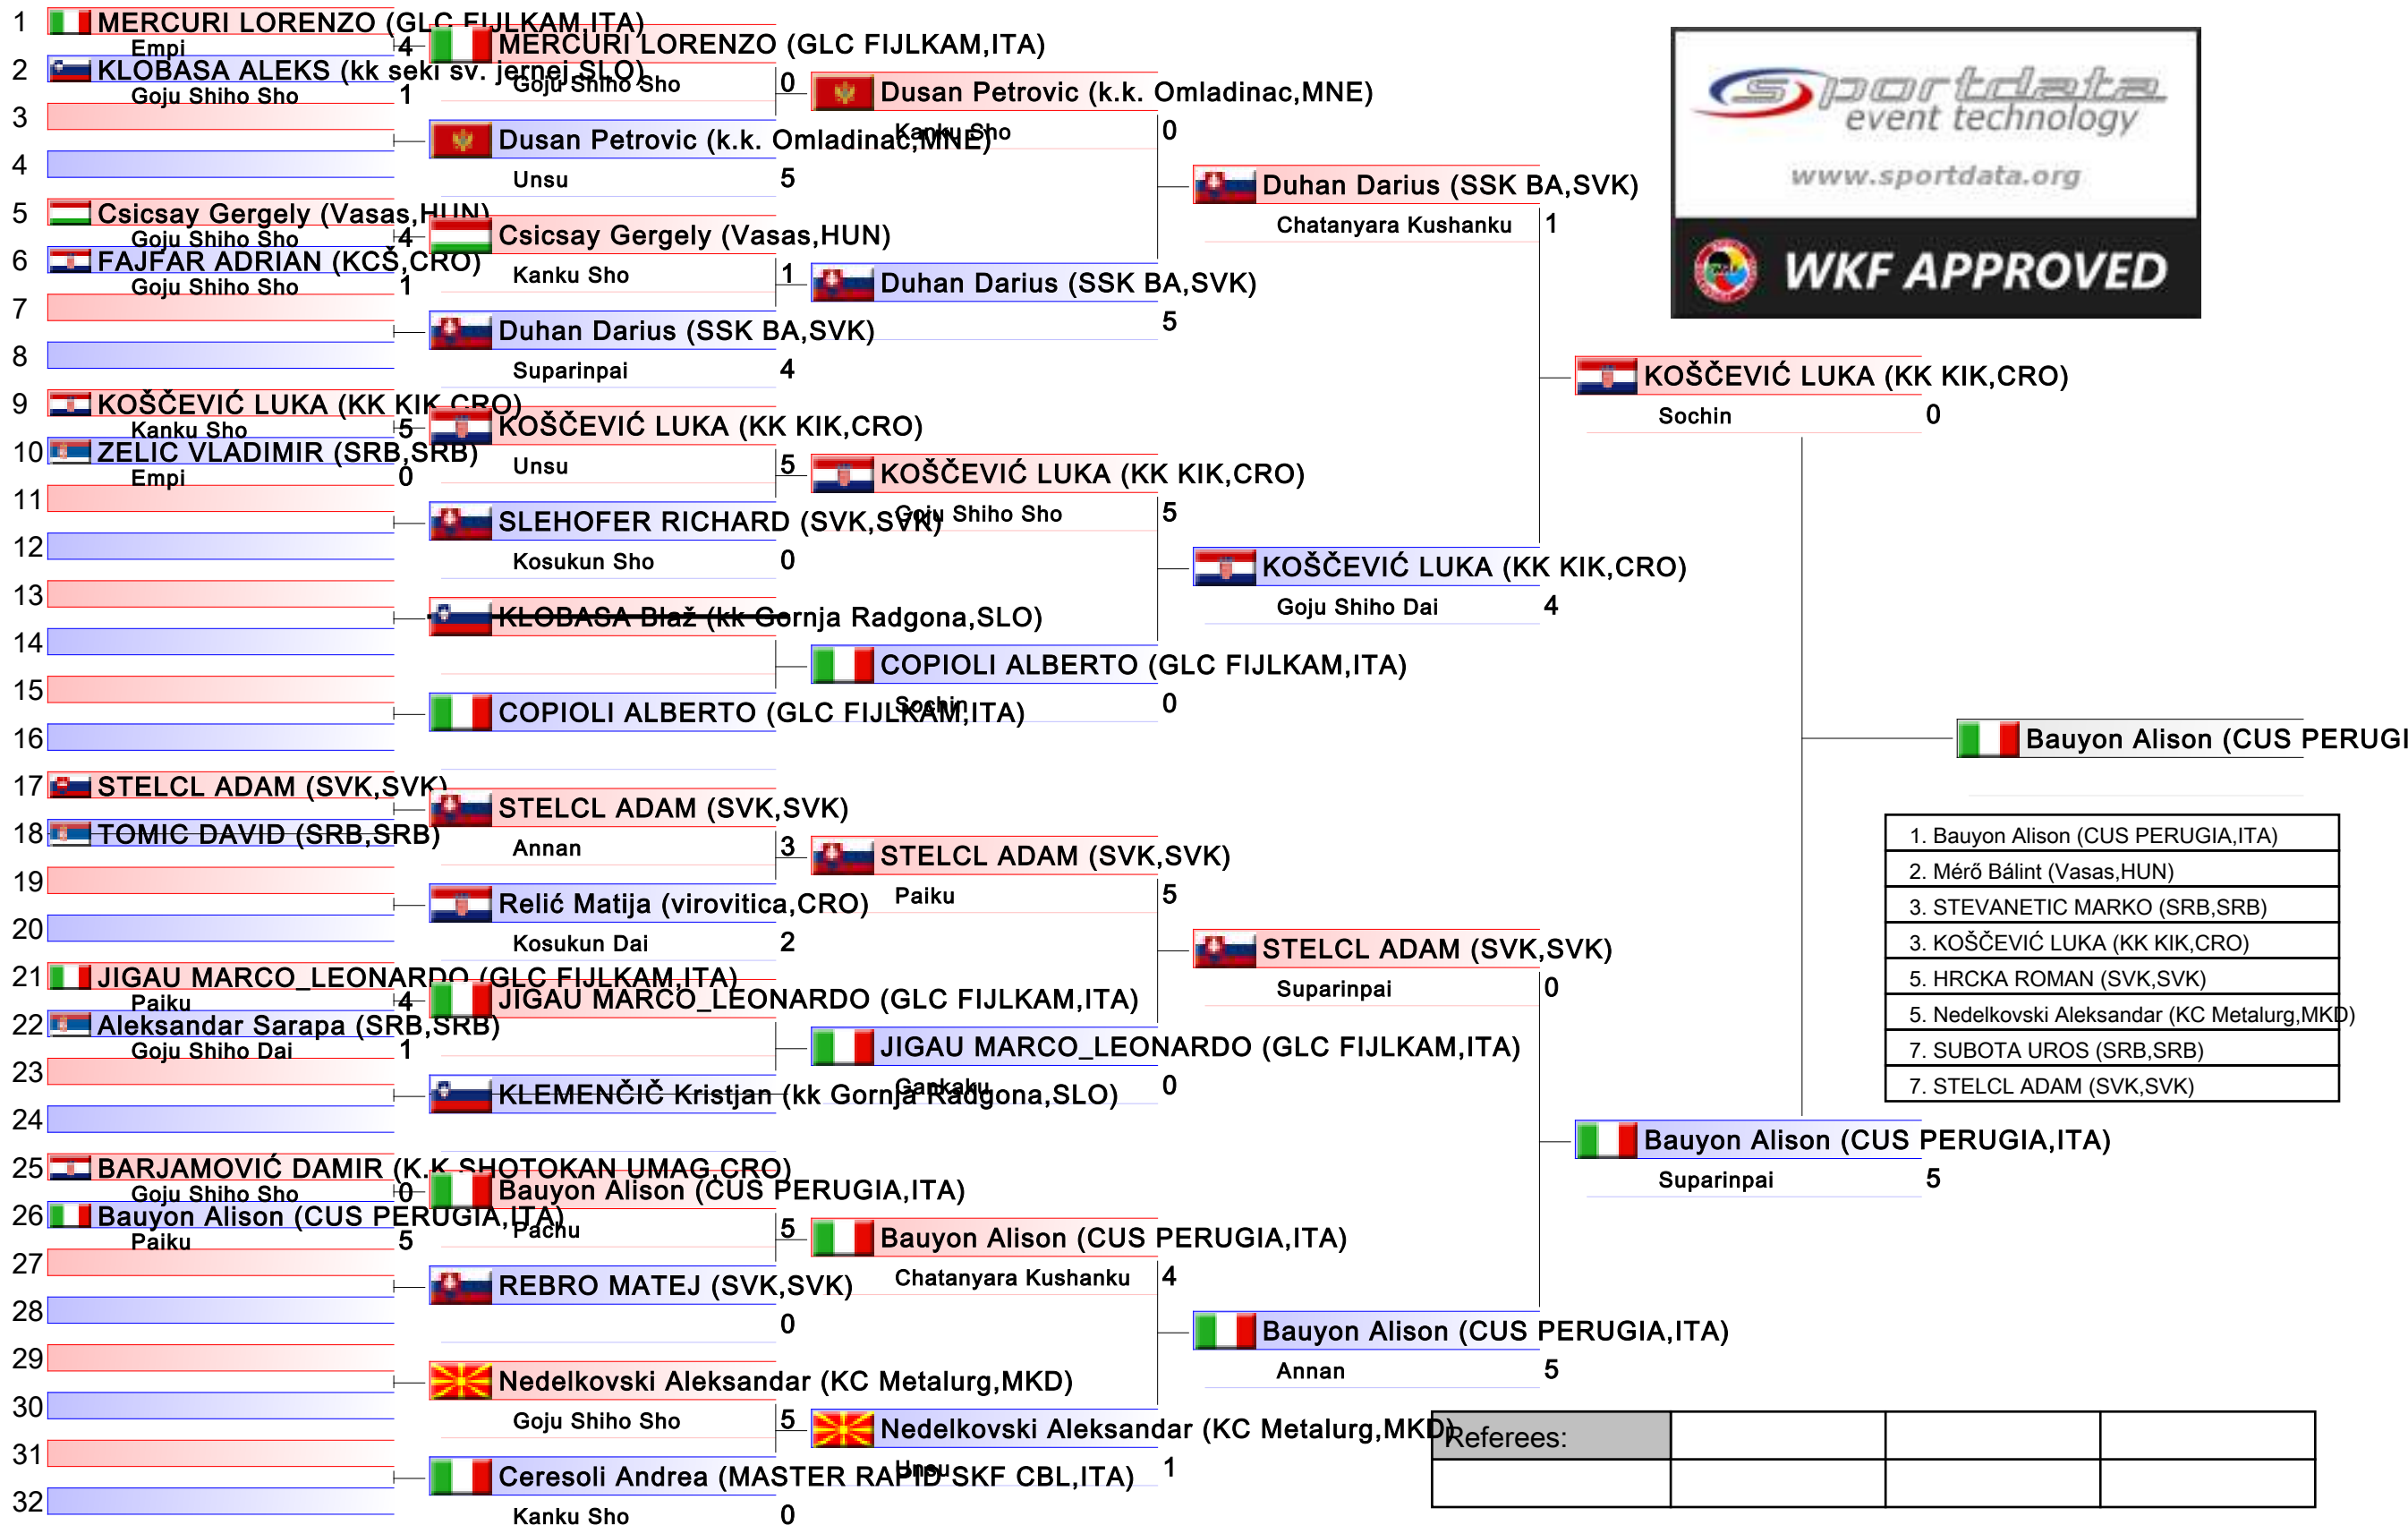 1 MERCURI LORENZO (GLC FIJLKAM,ITA)
Empi 4
2 KLOBASA ALEKS (kk seki sv. jernej,SLO)
Goju Shiho Sho 1
3
4
5 Csicsay Gergely (Vasas,HUN)
Goju Shiho Sho 4
6 FAJFAR ADRIAN (KCŠ,CRO)
Goju Shiho Sho 1
7
8
9 KOŠČEVIĆ LUKA (KK KIK,CRO)
Kanku Sho 5
10 ZELIC VLADIMIR (SRB,SRB)
Empi 0
11
12
13
14
15
16
17 STELCL ADAM (SVK,SVK)
18 TOMIC DAVID (SRB,SRB)
19
20
21 JIGAU MARCO_LEONARDO (GLC FIJLKAM,ITA)
Paiku 4
22 Aleksandar Sarapa (SRB,SRB)
Goju Shiho Dai 1
23
24
25 BARJAMOVIĆ DAMIR (K.K.SHOTOKAN UMAG,CRO)
Goju Shiho Sho 0
26 Bauyon Alison (CUS PERUGIA,ITA)
Paiku 5
27
28
29
30
31
32
MERCURI LORENZO (GLC FIJLKAM,ITA)
Goju Shiho Sho 0
Dusan Petrovic (k.k. Omladinac,MNE)
Unsu 5
Csicsay Gergely (Vasas,HUN)
Kanku Sho 1
Duhan Darius (SSK BA,SVK)
Suparinpai 4
KOŠČEVIĆ LUKA (KK KIK,CRO)
Unsu 5
SLEHOFER RICHARD (SVK,SVK)
Kosukun Sho 0
KLOBASA Blaž (kk Gornja Radgona,SLO)
COPIOLI ALBERTO (GLC FIJLKAM,ITA)
STELCL ADAM (SVK,SVK)
Annan 3
Relić Matija (virovitica,CRO)
Kosukun Dai 2
JIGAU MARCO_LEONARDO (GLC FIJLKAM,ITA)
KLEMENČIČ Kristjan (kk Gornja Radgona,SLO)
Bauyon Alison (CUS PERUGIA,ITA)
Pachu 5
REBRO MATEJ (SVK,SVK)
0
Nedelkovski Aleksandar (KC Metalurg,MKD)
Goju Shiho Sho 5
Ceresoli Andrea (MASTER RAPID SKF CBL,ITA)
Kanku Sho 0
Dusan Petrovic (k.k. Omladinac,MNE)
Kanku Sho 0
Duhan Darius (SSK BA,SVK)
5
KOŠČEVIĆ LUKA (KK KIK,CRO)
Goju Shiho Sho 5
COPIOLI ALBERTO (GLC FIJLKAM,ITA)
Sochin 0
STELCL ADAM (SVK,SVK)
Paiku 5
JIGAU MARCO_LEONARDO (GLC FIJLKAM,ITA)
Gankaku 0
Bauyon Alison (CUS PERUGIA,ITA)
Chatanyara Kushanku 4
Nedelkovski Aleksandar (KC Metalurg,MKD)
Unsu 1
Duhan Darius (SSK BA,SVK)
Chatanyara Kushanku 1
KOŠČEVIĆ LUKA (KK KIK,CRO)
Goju Shiho Dai 4
STELCL ADAM (SVK,SVK)
Suparinpai 0
Bauyon Alison (CUS PERUGIA,ITA)
Annan 5
KOŠČEVIĆ LUKA (KK KIK,CRO)
Sochin 0
Bauyon Alison (CUS PERUGIA,ITA)
Suparinpai 5
Bauyon Alison (CUS PERUGI
sportdata
event technology
www.sportdata.org
WKF APPROVED
1. Bauyon Alison (CUS PERUGIA,ITA)
2. Mérő Bálint (Vasas,HUN)
3. STEVANETIC MARKO (SRB,SRB)
3. KOŠČEVIĆ LUKA (KK KIK,CRO)
5. HRCKA ROMAN (SVK,SVK)
5. Nedelkovski Aleksandar (KC Metalurg,MKD)
7. SUBOTA UROS (SRB,SRB)
7. STELCL ADAM (SVK,SVK)
Referees: